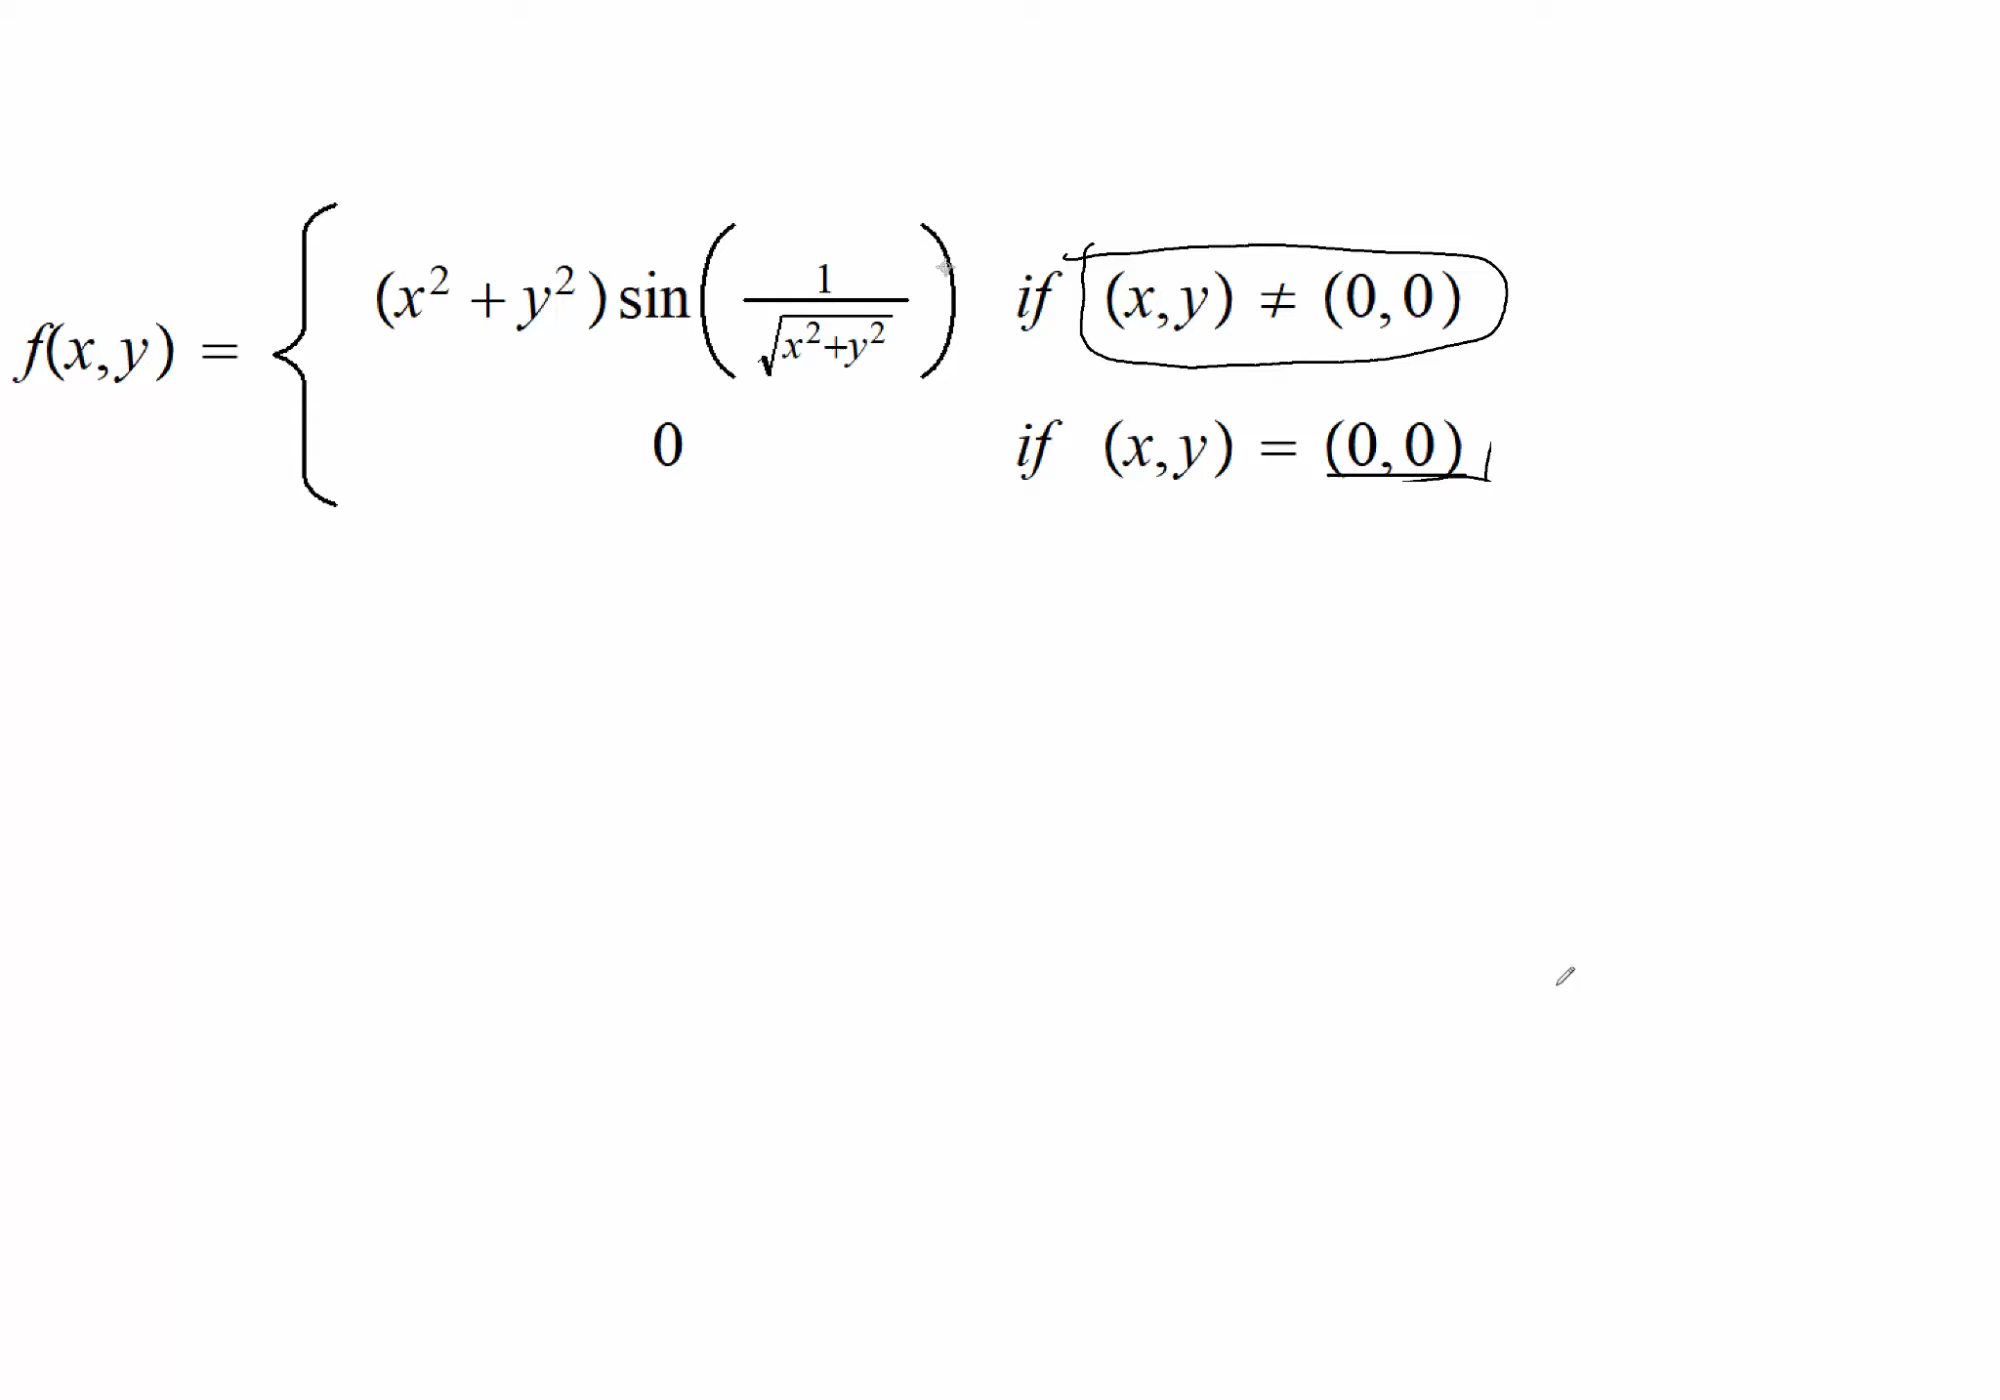 f(x,y) = { (x² + y²) sin( 1 / √(x²+y²) ) if (x,y) ≠ (0,0)
0 if (x,y) = (0,0)